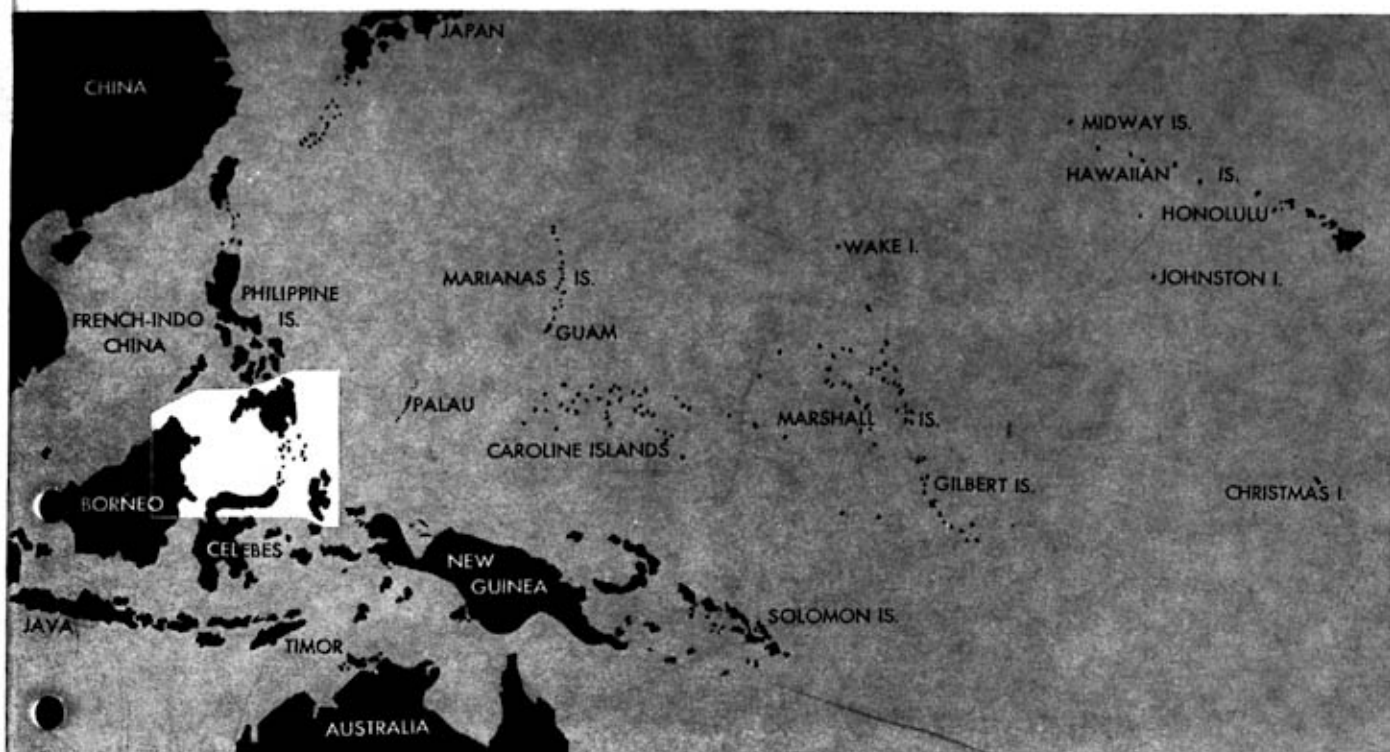 JAPAN
CHINA
MIDWAY IS.
HAWAIIAN IS.
HONOLULU
WAKE I.
MARIANAS IS.
JOHNSTON I.
PHILIPPINE
IS.
FRENCH-INDO
CHINA
GUAM
PALAU
MARSHALL IS.
CAROLINE ISLANDS
GILBERT IS.
CHRISTMAS I.
BORNEO
CELEBES
NEW
GUINEA
JAVA
SOLOMON IS.
TIMOR
AUSTRALIA